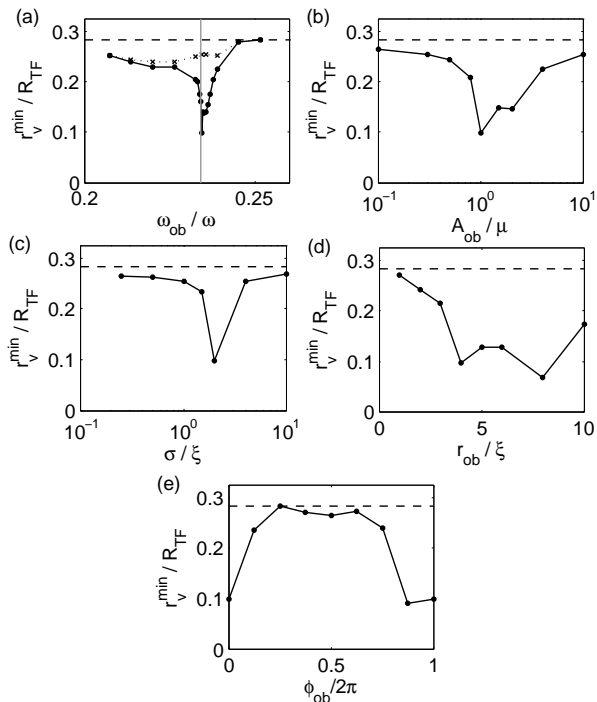 (a)
0.3
0.2
0.1
0
r_v^min / R_TF
0.2
0.25
ω_ob / ω
(b)
0.3
0.2
0.1
0
r_v^min / R_TF
10^-1
10^0
10^1
A_ob / μ
(c)
0.3
0.2
0.1
0
r_v^min / R_TF
10^-1
10^0
10^1
σ / ξ
(d)
0.3
0.2
0.1
0
r_v^min / R_TF
0
5
10
r_ob / ξ
(e)
0.3
0.2
0.1
0
r_v^min / R_TF
0
0.5
1
ϕ_ob/2π